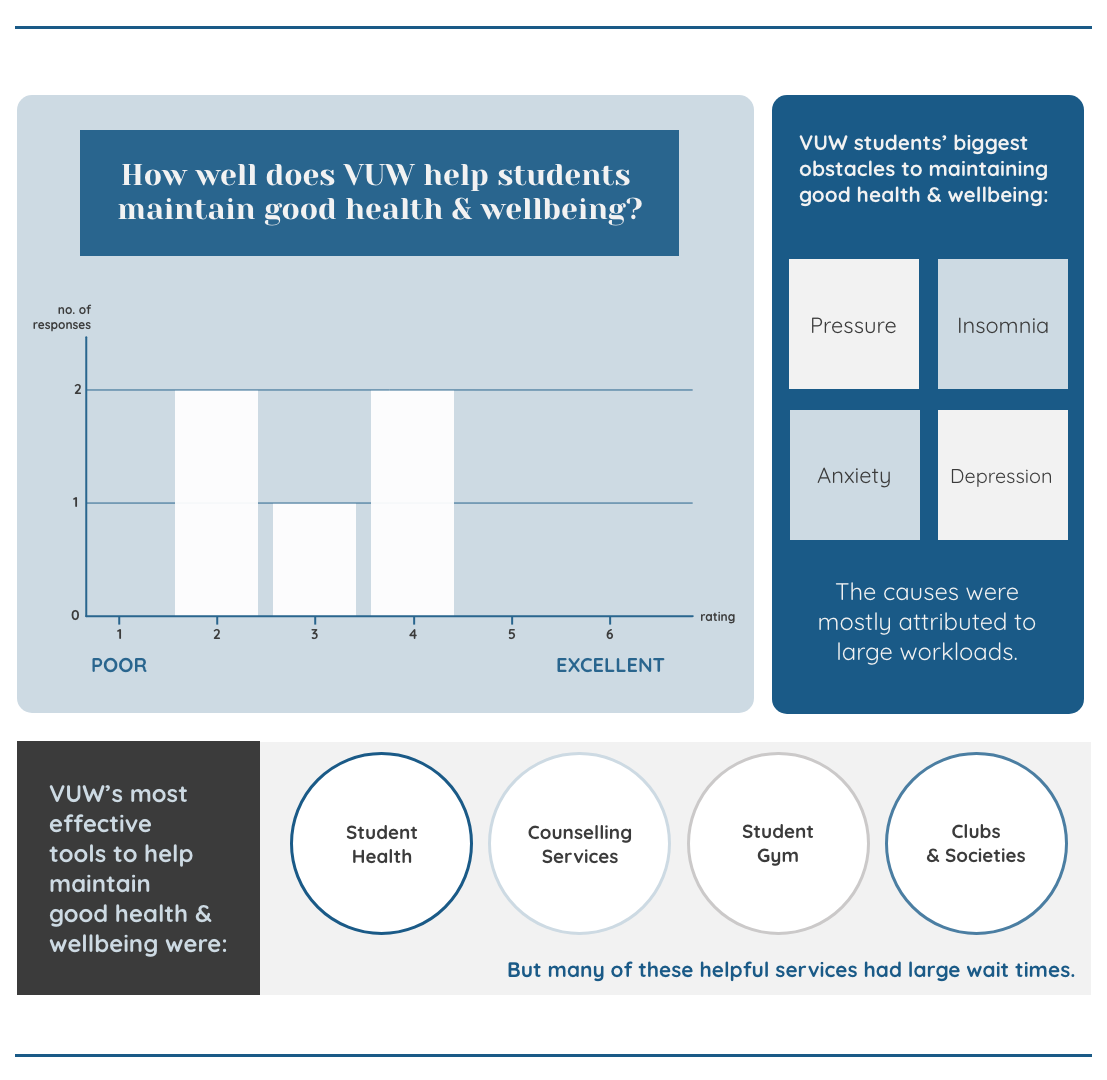 How well does VUW help students
maintain good health & wellbeing?
no. of
responses
2
1
0
1 2 3 4 5 6
rating
POOR
EXCELLENT
VUW students’ biggest
obstacles to maintaining
good health & wellbeing:
Pressure
Insomnia
Anxiety
Depression
The causes were
mostly attributed to
large workloads.
VUW’s most
effective
tools to help
maintain
good health &
wellbeing were:
Student
Health
Counselling
Services
Student
Gym
Clubs
& Societies
But many of these helpful services had large wait times.